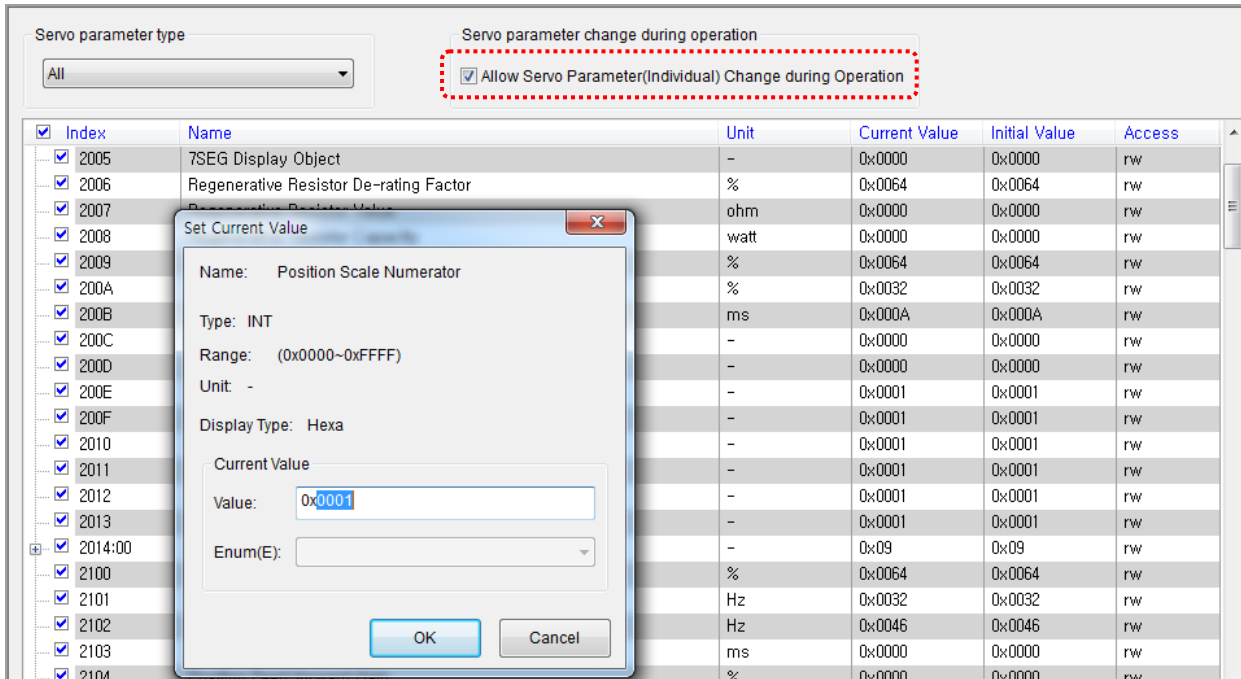 Servo parameter type
Servo parameter change during operation
All
Allow Servo Parameter(Individual) Change during Operation
Index Name Unit Current Value Initial Value Access
2005 7SEG Display Object - 0x0000 0x0000 rw
2006 Regenerative Resistor De-rating Factor % 0x0064 0x0064 rw
2007 Regenerative Resistor Value ohm 0x0000 0x0000 rw
2008 watt 0x0000 0x0000 rw
2009 % 0x0064 0x0064 rw
200A % 0x0032 0x0032 rw
200B ms 0x000A 0x000A rw
200C - 0x0000 0x0000 rw
200D - 0x0000 0x0000 rw
200E - 0x0001 0x0001 rw
200F - 0x0001 0x0001 rw
2010 - 0x0001 0x0001 rw
2011 - 0x0001 0x0001 rw
2012 - 0x0001 0x0001 rw
2013 - 0x0001 0x0001 rw
2014:00 - 0x09 0x09 rw
2100 % 0x0064 0x0064 rw
2101 Hz 0x0032 0x0032 rw
2102 Hz 0x0046 0x0046 rw
2103 ms 0x0000 0x0000 rw
2104 % 0x0000 0x0000 rw
Set Current Value
Name: Position Scale Numerator
Type: INT
Range: (0x0000~0xFFFF)
Unit: -
Display Type: Hexa
Current Value
Value: 0x0001
Enum(E):
OK Cancel